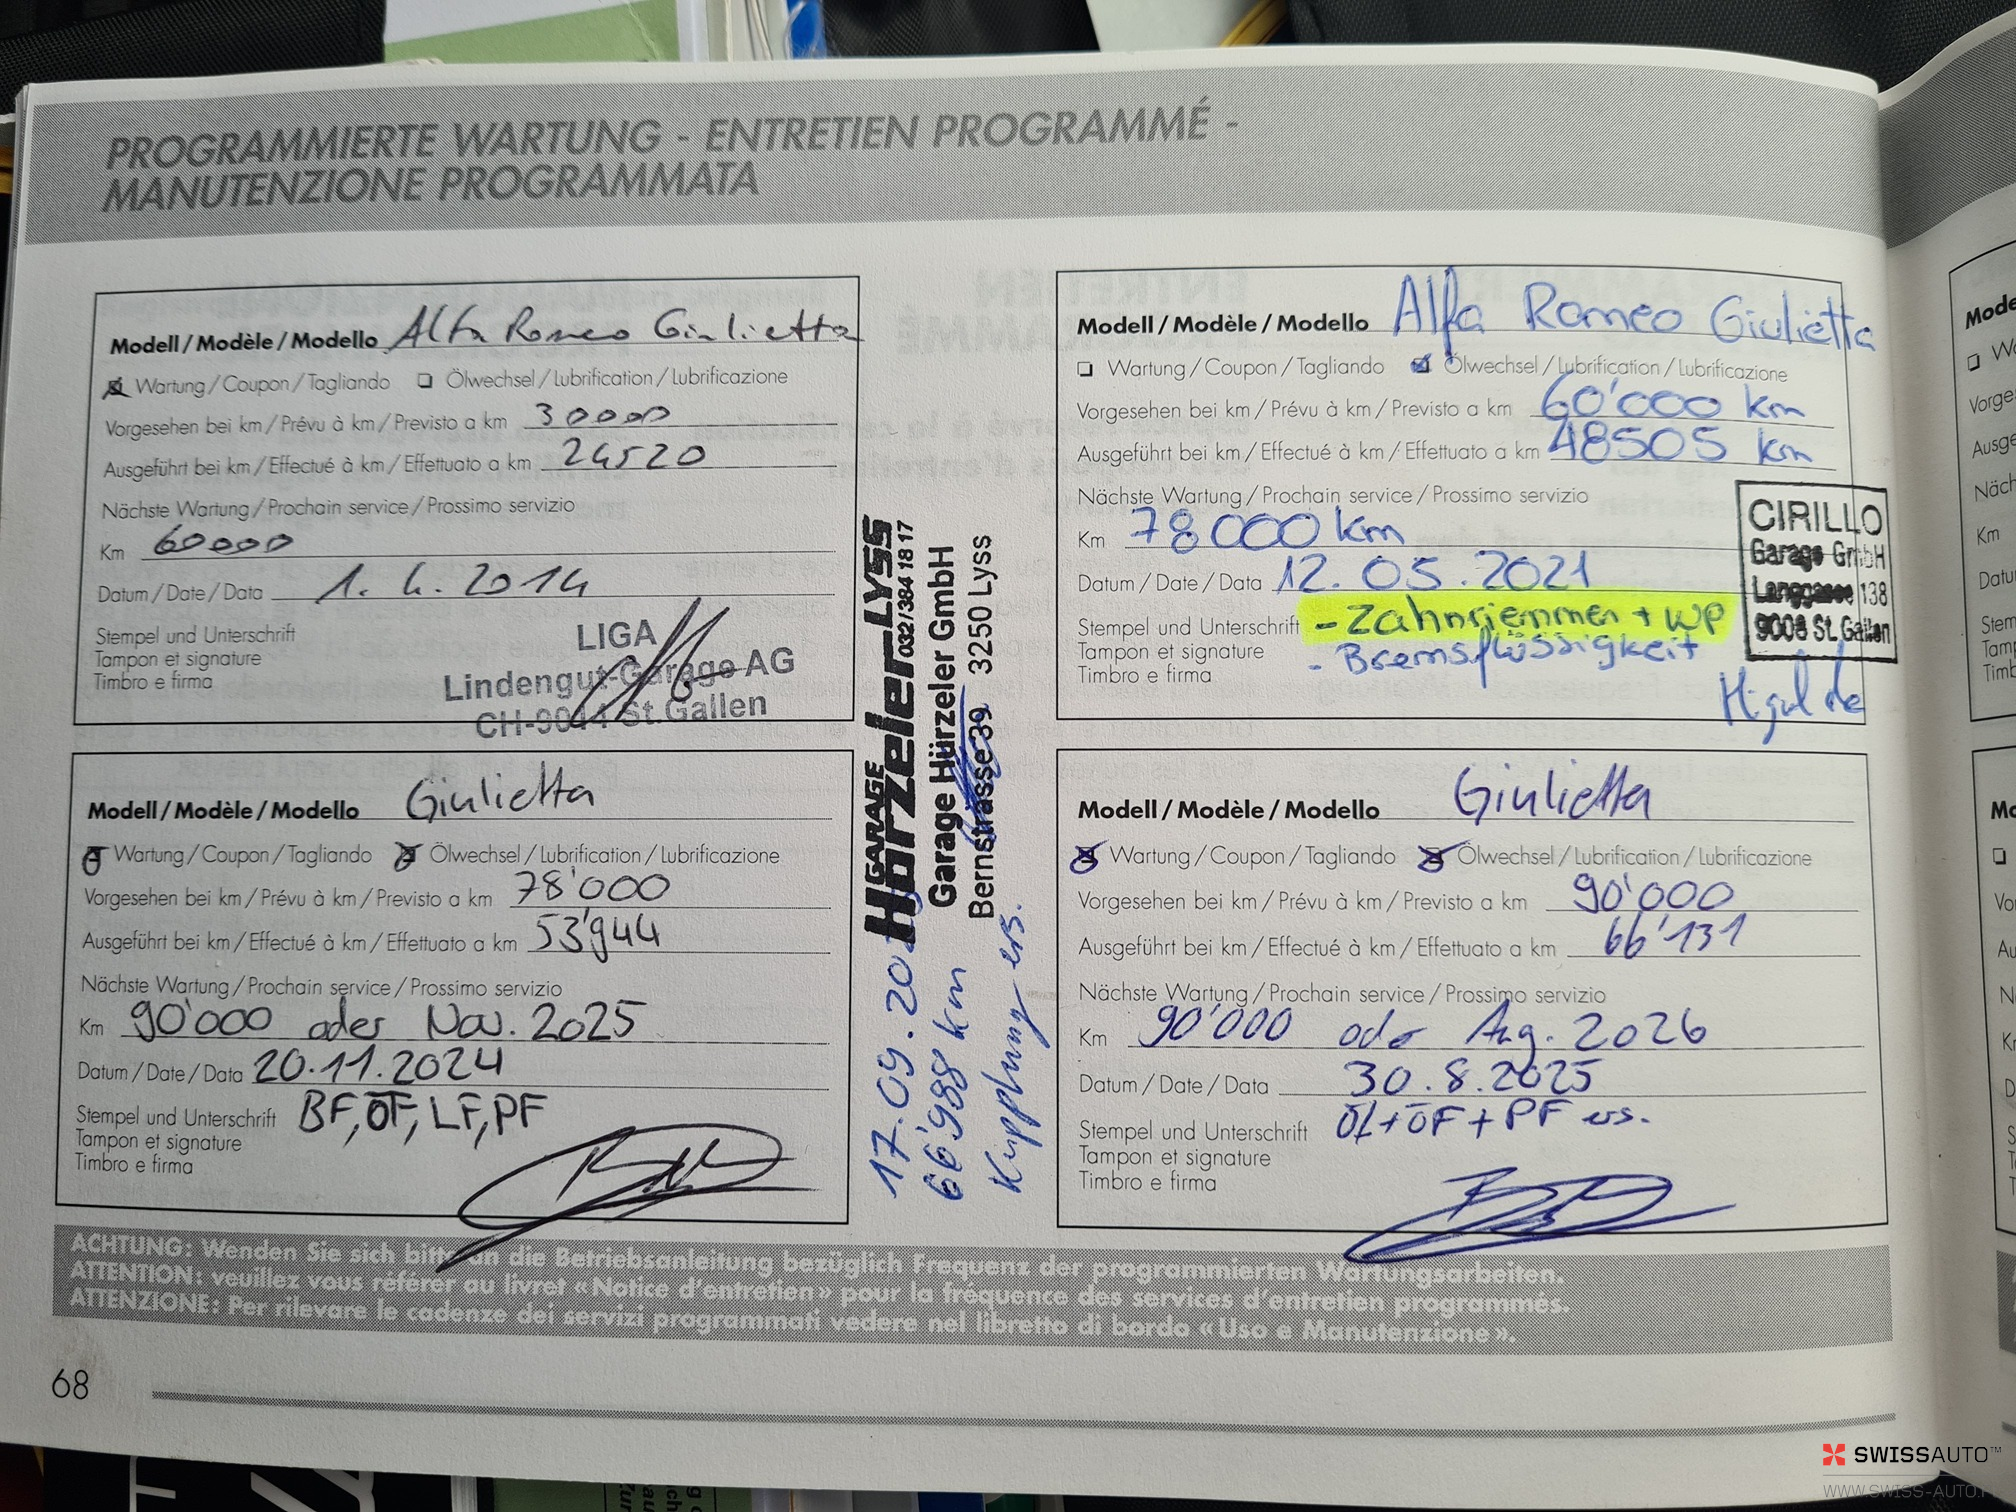 PROGRAMMIERTE WARTUNG - ENTRETIEN PROGRAMMÉ -
MANUTENZIONE PROGRAMMATA
Modell / Modèle / Modello Alfa Romeo Giulietta
Wartung / Coupon / Tagliando Ölwechsel / Lubrification / Lubrificazione
Vorgesehen bei km / Prévu à km / Previsto a km 30000
Ausgeführt bei km / Effectué à km / Effettuato a km 24520
Nächste Wartung / Prochain service / Prossimo servizio
Km 60000
Datum / Date / Data 1. 4. 2014
Stempel und Unterschrift
Tampon et signature
Timbro e firma
LIGA
Lindengut-Garage AG
CH-9011 St.Gallen
Modell / Modèle / Modello Alfa Romeo Giulietta
Wartung / Coupon / Tagliando Ölwechsel / Lubrification / Lubrificazione
Vorgesehen bei km / Prévu à km / Previsto a km 60'000 km
Ausgeführt bei km / Effectué à km / Effettuato a km 48505 km
Nächste Wartung / Prochain service / Prossimo servizio
Km 78000 km
Datum / Date / Data 12.05.2021
Stempel und Unterschrift - Zahnriemmen + WP
Tampon et signature - Bremsflüssigkeit
Timbro e firma
CIRILLO
Garage GmbH
Langgasse 138
9008 St.Gallen
Modell / Modèle / Modello Giulietta
Wartung / Coupon / Tagliando Ölwechsel / Lubrification / Lubrificazione
Vorgesehen bei km / Prévu à km / Previsto a km 78'000
Ausgeführt bei km / Effectué à km / Effettuato a km 53'944
Nächste Wartung / Prochain service / Prossimo servizio
Km 90'000 oder Nov. 2025
Datum / Date / Data 20.11.2024
Stempel und Unterschrift BF, ÖF, LF, PF
Tampon et signature
Timbro e firma
GARAGE
Hürzeler-LYSS 032/384 18 17
Garage Hürzeler GmbH
Bernstrasse 39 3250 Lyss
17.09.202
66'988 km
Kupplung ers.
Modell / Modèle / Modello Giulietta
Wartung / Coupon / Tagliando Ölwechsel / Lubrification / Lubrificazione
Vorgesehen bei km / Prévu à km / Previsto a km 90'000
Ausgeführt bei km / Effectué à km / Effettuato a km 66'131
Nächste Wartung / Prochain service / Prossimo servizio
Km 90'000 oder Aug. 2026
Datum / Date / Data 30.8.2025
Stempel und Unterschrift Öl + ÖF + PF ers.
Tampon et signature
Timbro e firma
ACHTUNG: Wenden Sie sich bitte an die Betriebsanleitung bezüglich Frequenz der programmierten Wartungsarbeiten.
ATTENTION: veuillez vous référer au livret «Notice d'entretien» pour la fréquence des services d'entretien programmés.
ATTENZIONE: Per rilevare le cadenze dei servizi programmati vedere nel libretto di bordo «Uso e Manutenzione».
68
SWISSAUTO™
WWW.SWISS-AUTO.